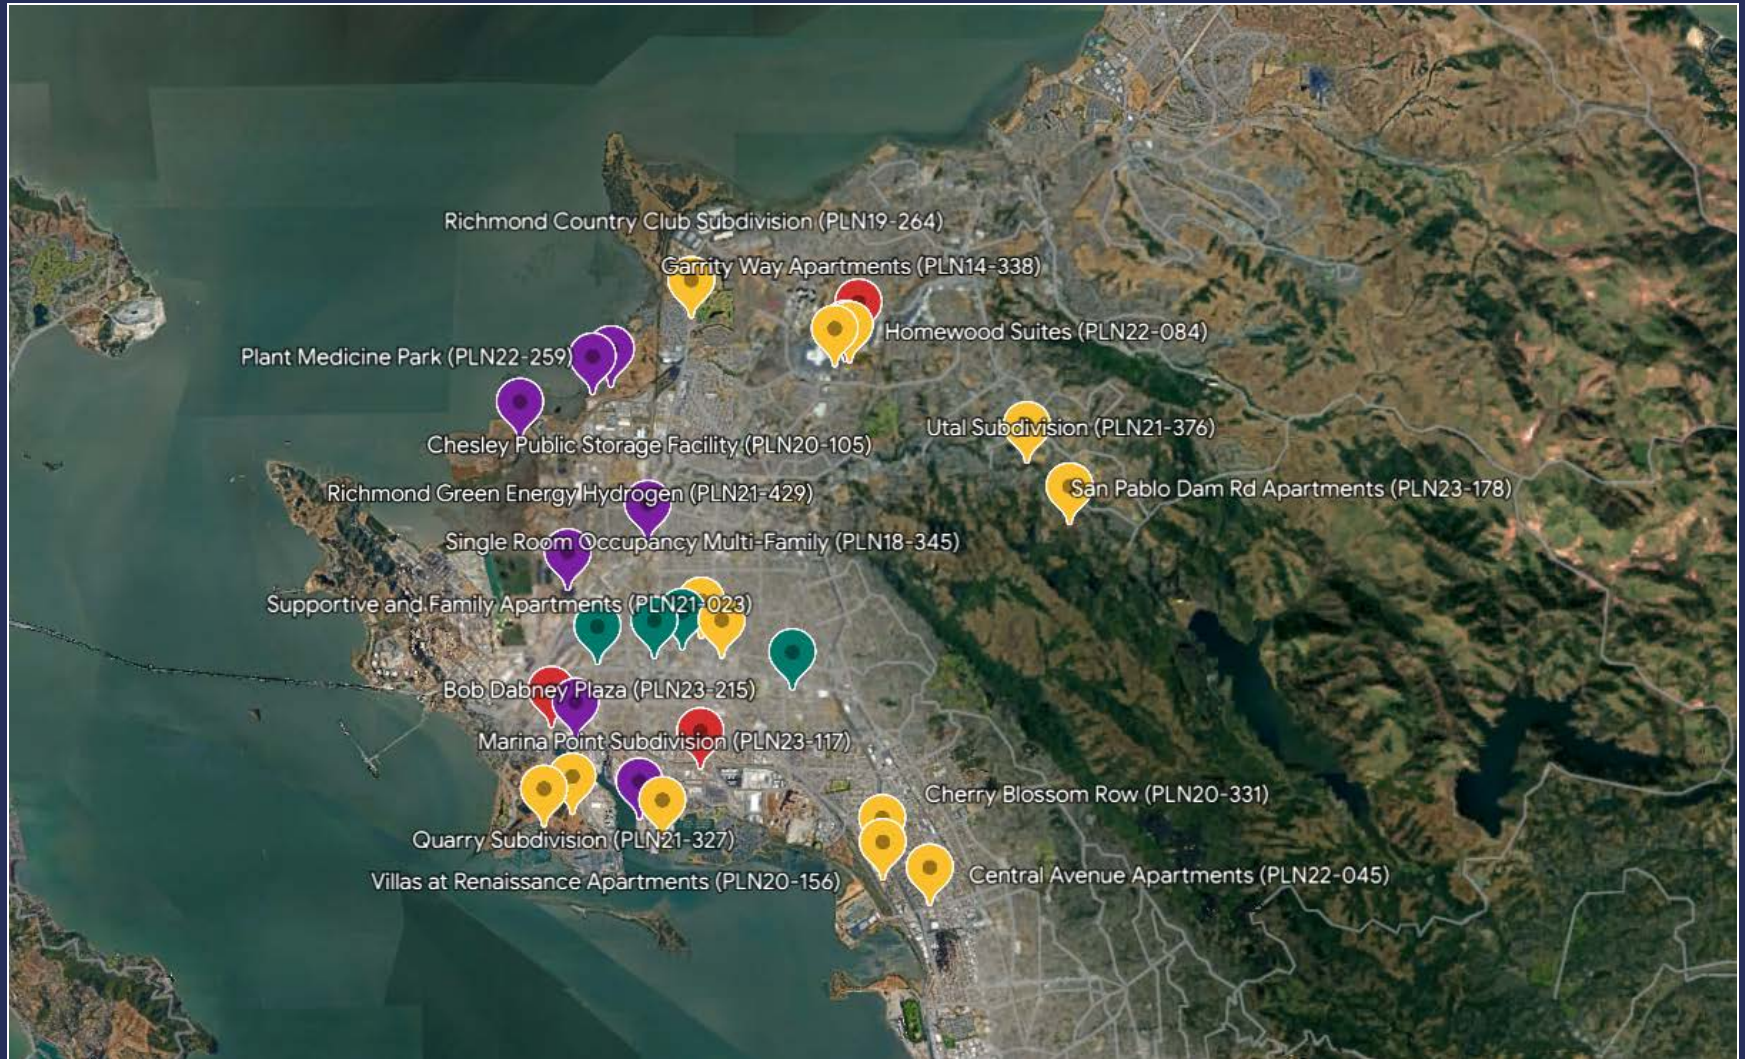 Richmond Country Club Subdivision (PLN19-264)
Garrity Way Apartments (PLN14-338)
Homewood Suites (PLN22-084)
Plant Medicine Park (PLN22-259)
Utal Subdivision (PLN21-376)
Chesley Public Storage Facility (PLN20-105)
San Pablo Dam Rd Apartments (PLN23-178)
Richmond Green Energy Hydrogen (PLN21-429)
Single Room Occupancy Multi-Family (PLN18-345)
Supportive and Family Apartments (PLN21-023)
Bob Dabney Plaza (PLN23-215)
Marina Point Subdivision (PLN23-117)
Cherry Blossom Row (PLN20-331)
Quarry Subdivision (PLN21-327)
Central Avenue Apartments (PLN22-045)
Villas at Renaissance Apartments (PLN20-156)